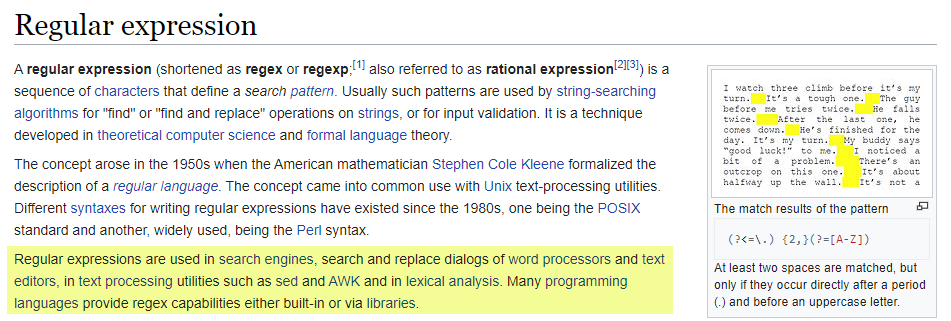 Regular expression
A regular expression (shortened as regex or regexp;[1] also referred to as rational expression[2][3]) is a
sequence of characters that define a search pattern. Usually such patterns are used by string-searching
algorithms for "find" or "find and replace" operations on strings, or for input validation. It is a technique
developed in theoretical computer science and formal language theory.
The concept arose in the 1950s when the American mathematician Stephen Cole Kleene formalized the
description of a regular language. The concept came into common use with Unix text-processing utilities.
Different syntaxes for writing regular expressions have existed since the 1980s, one being the POSIX
standard and another, widely used, being the Perl syntax.
Regular expressions are used in search engines, search and replace dialogs of word processors and text
editors, in text processing utilities such as sed and AWK and in lexical analysis. Many programming
languages provide regex capabilities either built-in or via libraries.
I watch three climb before it's my
turn.  It's a tough one.  The guy
before me tries twice.  He falls
twice.  After the last one, he
comes down.  He's finished for the
day. It's my turn.  My buddy says
"good luck!" to me.  I noticed a
bit of a problem.  There's an
outcrop on this one.  It's about
halfway up the wall.  It's not a
The match results of the pattern
(?<=\.) {2,}(?=[A-Z])
At least two spaces are matched, but
only if they occur directly after a period
(.) and before an uppercase letter.